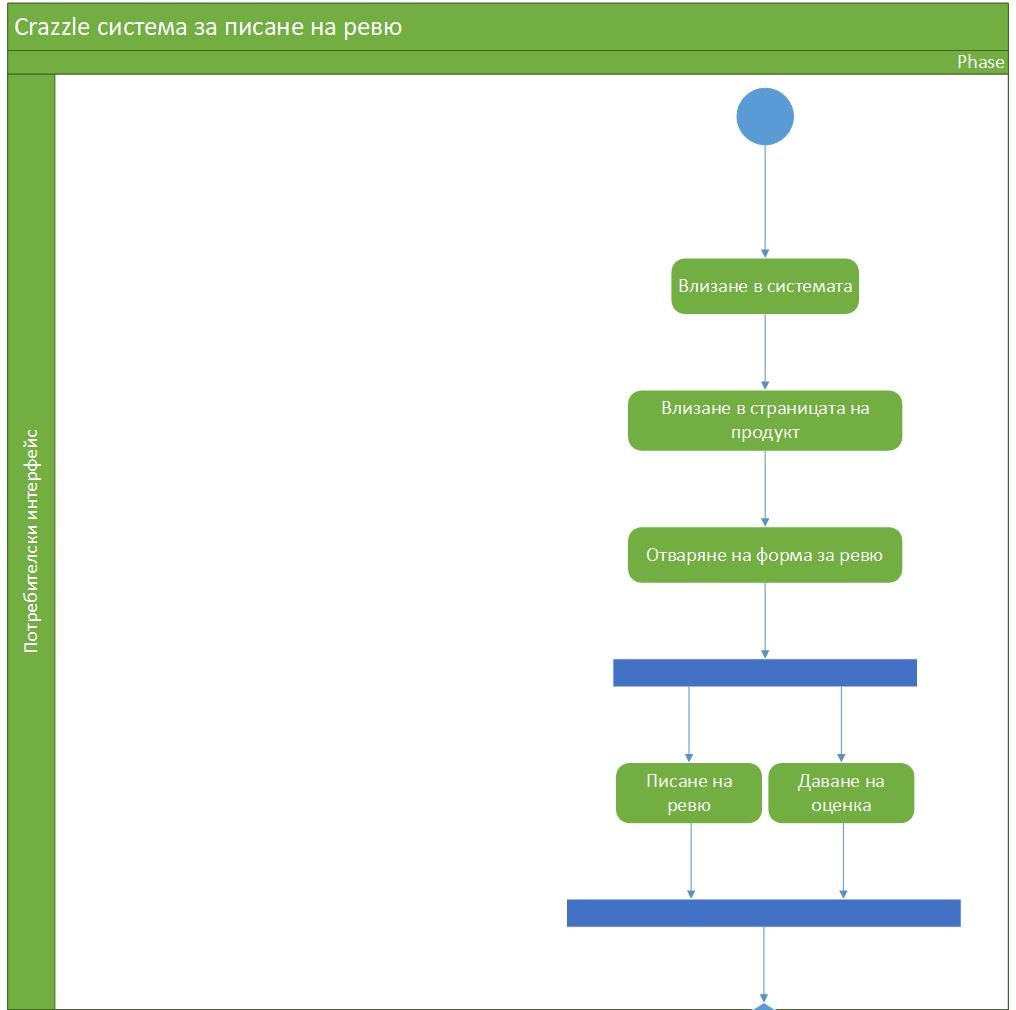 Crazzle система за писане на ревю
Phase
Потребителски интерфейс
Влизане в системата
Влизане в страницата на
продукт
Отваряне на форма за ревю
Писане на
ревю
Даване на
оценка